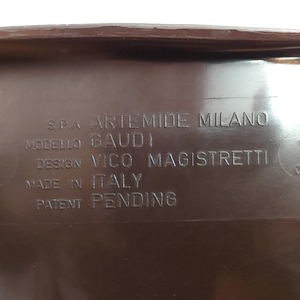 S.P.A ARTEMIDE MILANO
MODELLO GAUDI
DESIGN VICO MAGISTRETTI
MADE IN ITALY
PATENT PENDING